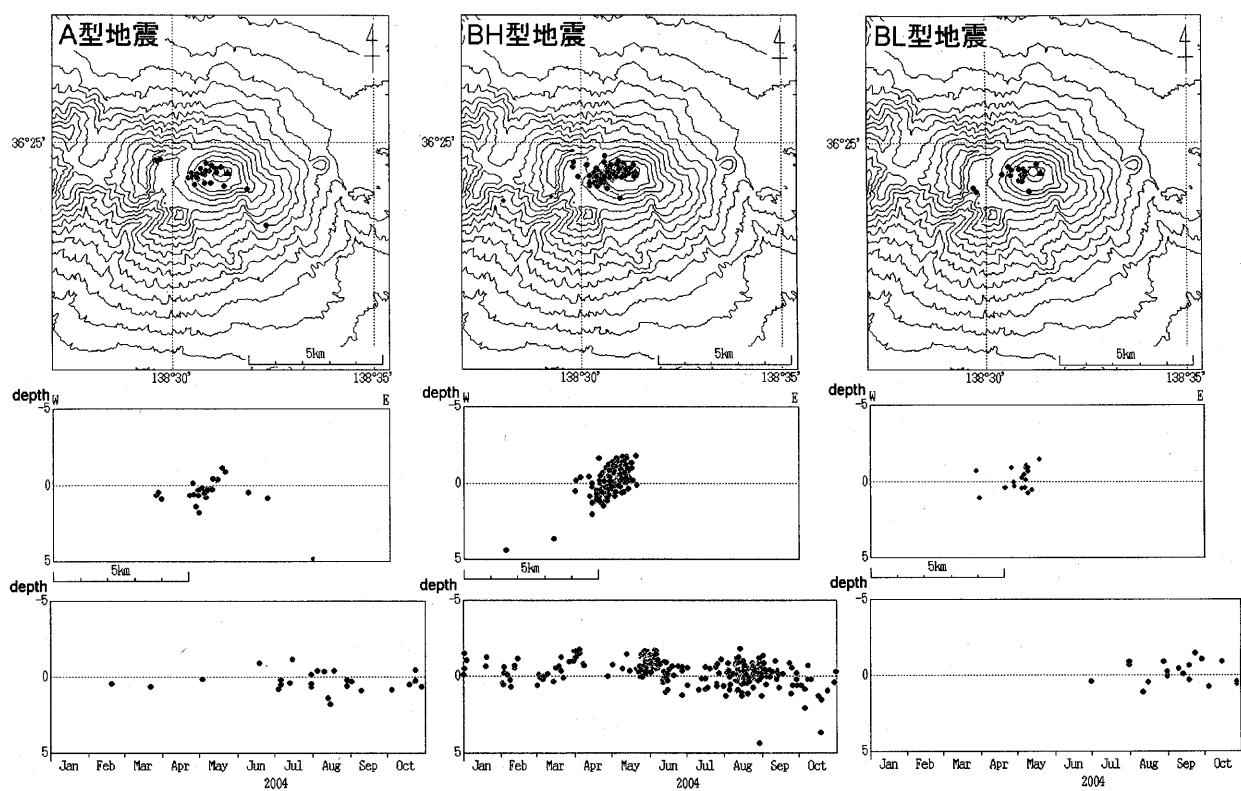 A型地震
BH型地震
BL型地震
4
4
4
36°25'
36°25'
36°25'
5km
5km
5km
138°30'
138°35'
138°30'
138°35'
138°30'
138°35'
depth
W
E
depth
W
E
depth
W
E
-5
0
5
-5
0
5
-5
0
5
5km
5km
5km
depth
depth
depth
-5
0
5
-5
0
5
-5
0
5
Jan Feb Mar Apr May Jun Jul Aug Sep Oct
2004
Jan Feb Mar Apr May Jun Jul Aug Sep Oct
2004
Jan Feb Mar Apr May Jun Jul Aug Sep Oct
2004